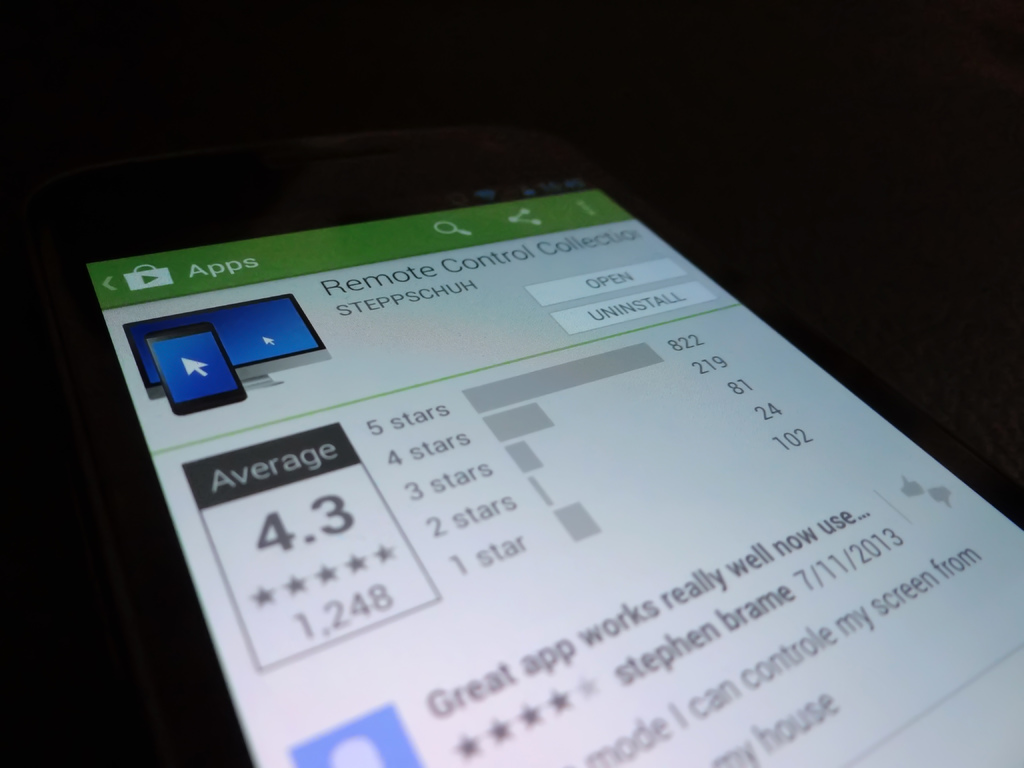 Apps
Remote Control Collection
STEPPSCHUH
OPEN
UNINSTALL
Average
4.3
1,248
5 stars 822
4 stars 219
3 stars 81
2 stars 24
1 star 102
Great app works really well now use...
stephen brame 7/11/2013
mode I can controle my screen from
my house